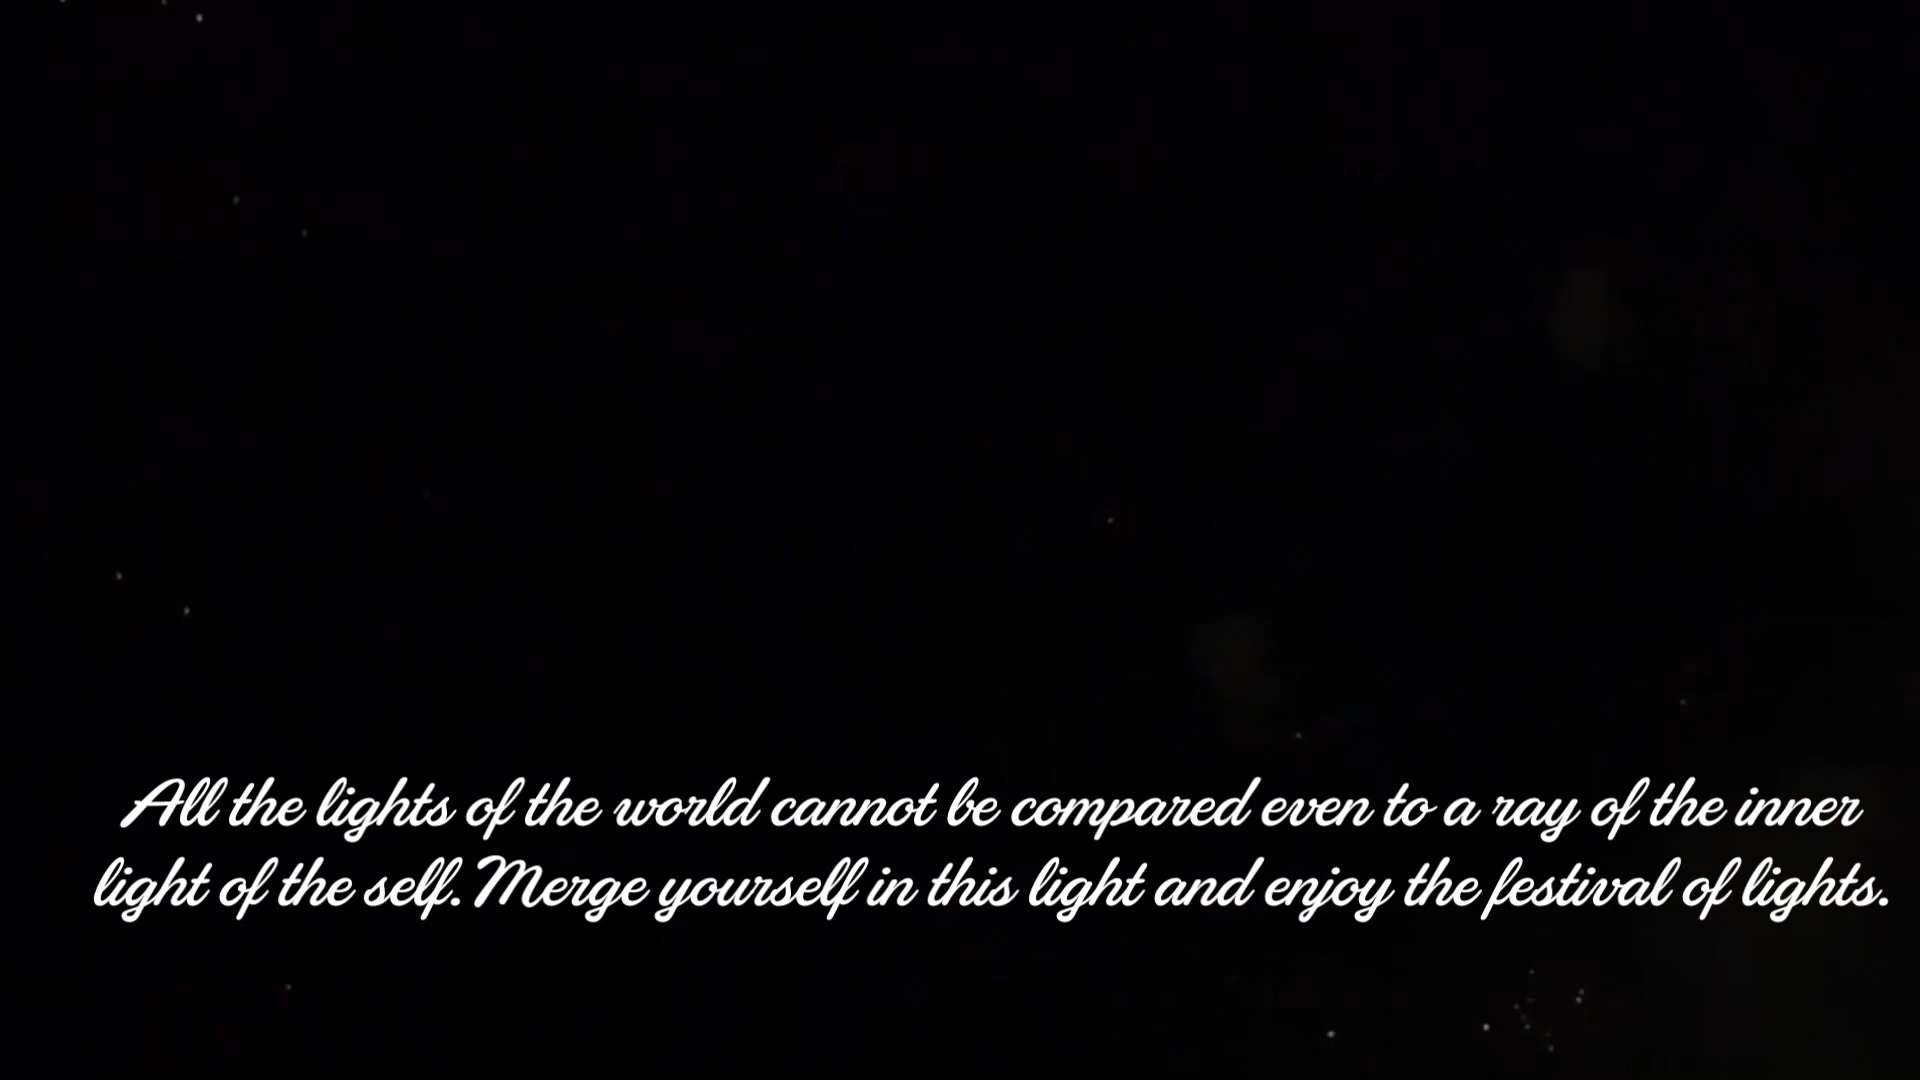 All the lights of the world cannot be compared even to a ray of the inner
light of the self. Merge yourself in this light and enjoy the festival of lights.